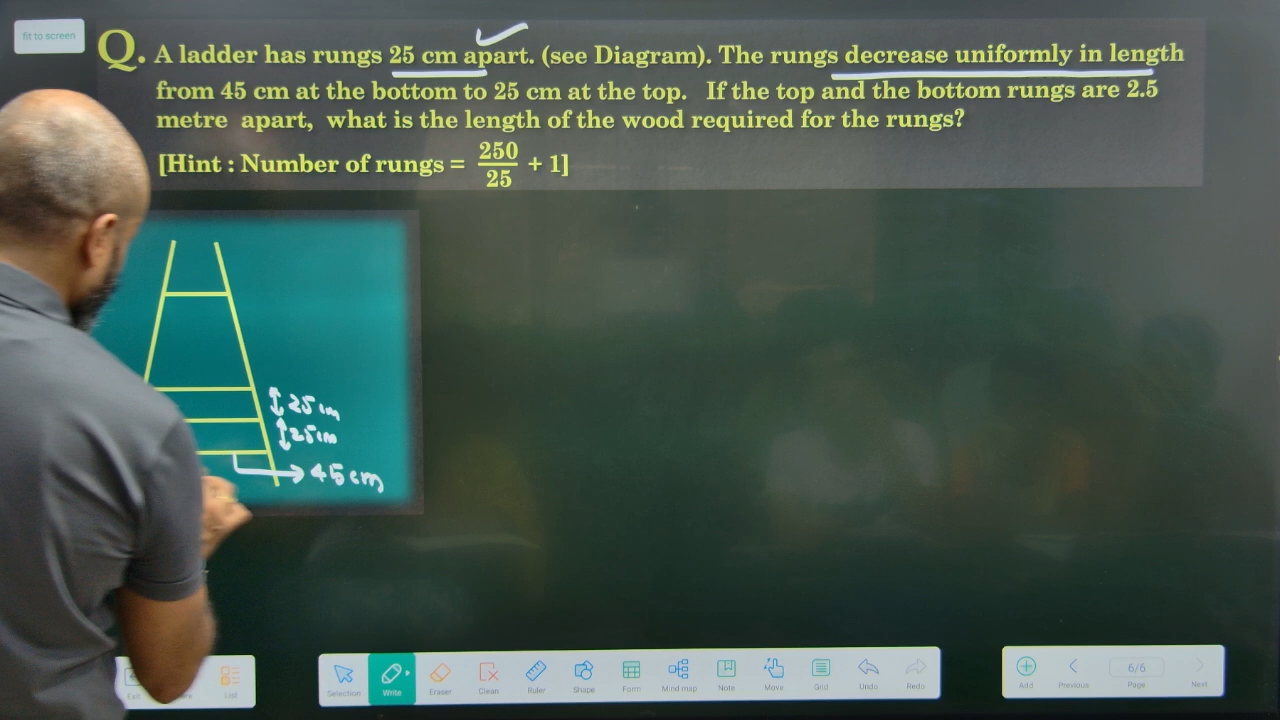 fit to screen
Q. A ladder has rungs 25 cm apart. (see Diagram). The rungs decrease uniformly in length
from 45 cm at the bottom to 25 cm at the top. If the top and the bottom rungs are 2.5
metre apart, what is the length of the wood required for the rungs?
[Hint : Number of rungs = 250/25 + 1]
25 cm
25 cm
45 cm
Exit List Selection Write Eraser Clean Ruler Shape Form Mind map Note Move Grid Undo Redo Add Previous 6/6 Page Next